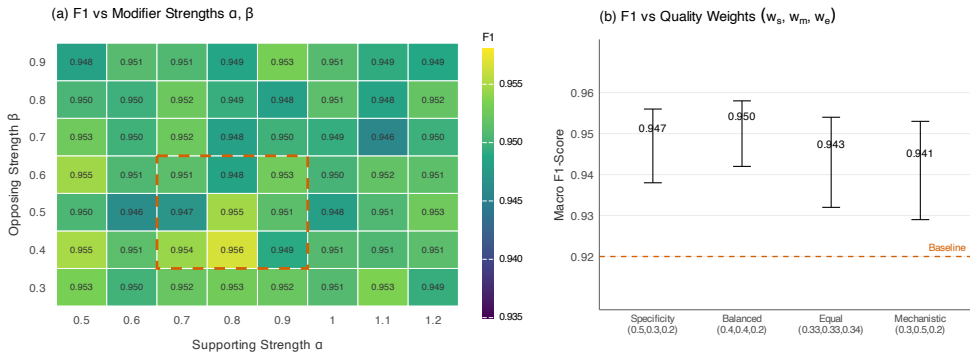 (a) F1 vs Modifier Strengths α, β
F1
0.9 0.948 0.951 0.951 0.949 0.953 0.951 0.949 0.949
0.8 0.950 0.950 0.952 0.949 0.948 0.951 0.948 0.952
0.7 0.953 0.950 0.952 0.948 0.950 0.949 0.946 0.950
0.6 0.955 0.951 0.951 0.948 0.953 0.952 0.952 0.951
0.5 0.950 0.946 0.947 0.955 0.951 0.948 0.951 0.953
0.4 0.955 0.951 0.954 0.956 0.949 0.951 0.951 0.951
0.3 0.953 0.950 0.952 0.953 0.952 0.951 0.953 0.949
0.5 0.6 0.7 0.8 0.9 1 1.1 1.2
Supporting Strength α
Opposing Strength β
0.955
0.950
0.945
0.940
0.935
(b) F1 vs Quality Weights (wₛ, wₘ, wₑ)
Macro F1-Score
0.96
0.95
0.94
0.93
0.92
0.947
0.950
0.943
0.941
Baseline
Specificity Balanced Equal Mechanistic
(0.5,0.3,0.2) (0.4,0.4,0.2) (0.33,0.33,0.34) (0.3,0.5,0.2)